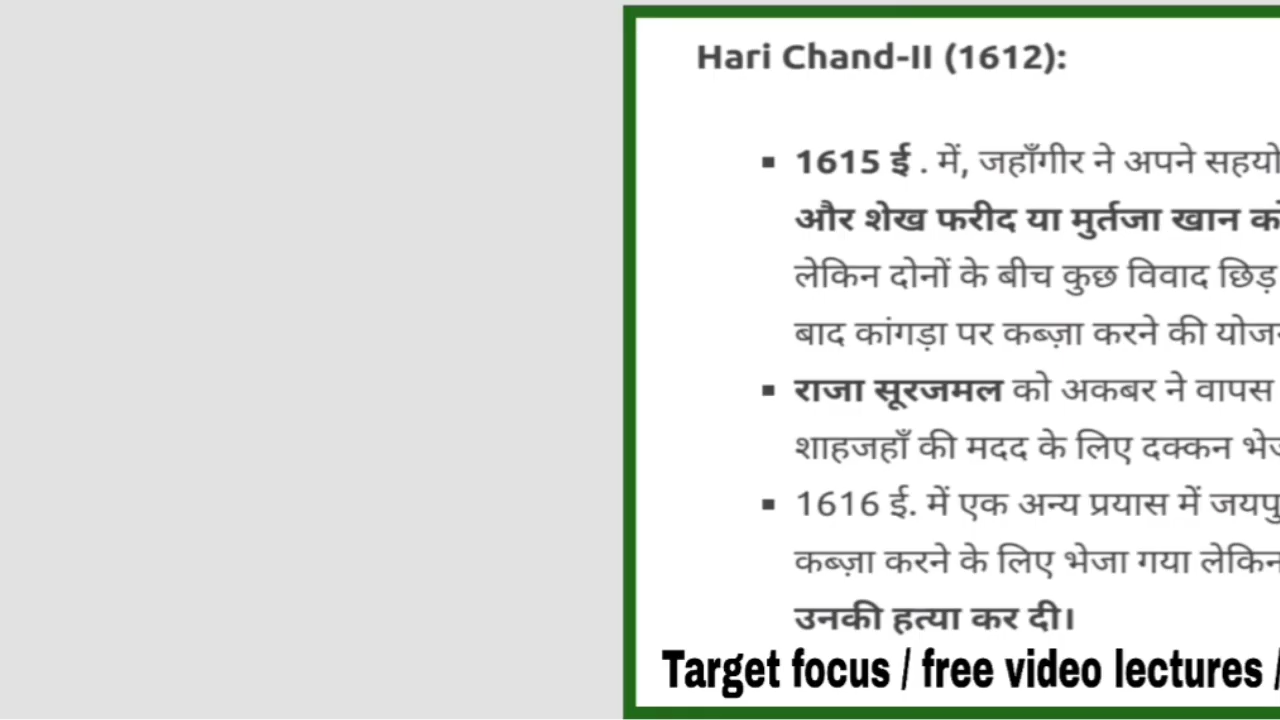 Hari Chand-II (1612):
▪ 1615 ई . में, जहाँगीर ने अपने सहयो
और शेख फरीद या मुर्तजा खान को
लेकिन दोनों के बीच कुछ विवाद छिड़
बाद कांगड़ा पर कब्ज़ा करने की योज
▪ राजा सूरजमल को अकबर ने वापस
शाहजहाँ की मदद के लिए दक्कन भे
▪ 1616 ई. में एक अन्य प्रयास में जयपु
कब्ज़ा करने के लिए भेजा गया लेकिन
उनकी हत्या कर दी।
Target focus / free video lectures /